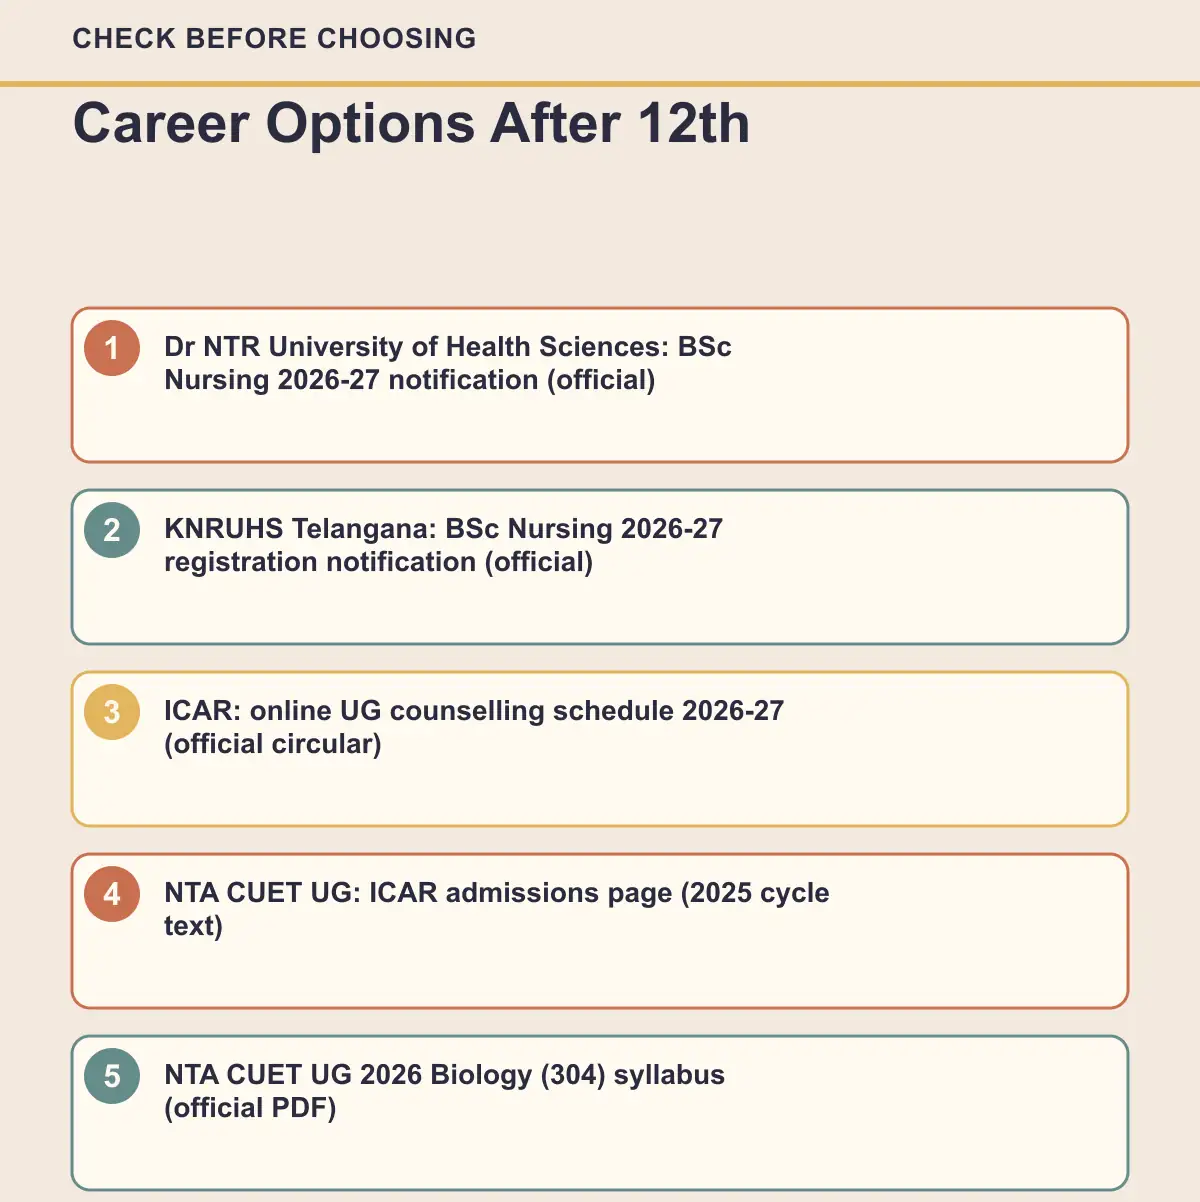 CHECK BEFORE CHOOSING
Career Options After 12th
1
Dr NTR University of Health Sciences: BSc
Nursing 2026-27 notification (official)
2
KNRUHS Telangana: BSc Nursing 2026-27
registration notification (official)
3
ICAR: online UG counselling schedule 2026-27
(official circular)
4
NTA CUET UG: ICAR admissions page (2025 cycle
text)
5
NTA CUET UG 2026 Biology (304) syllabus
(official PDF)